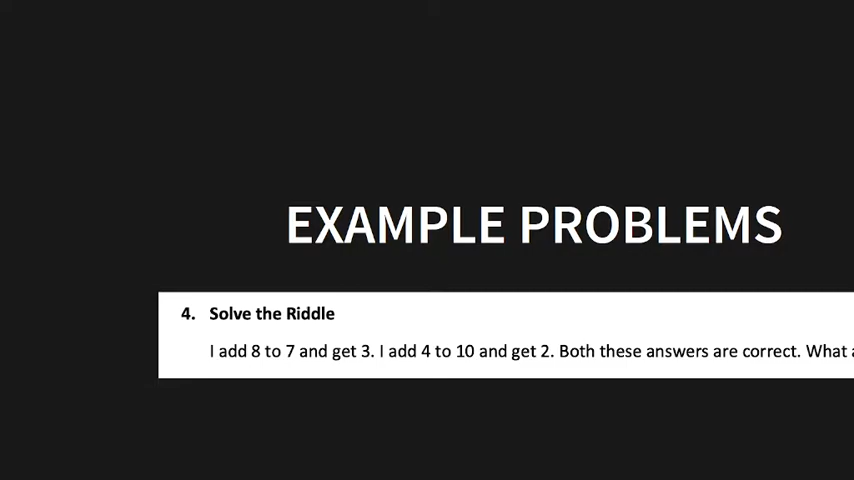 EXAMPLE PROBLEMS
4. Solve the Riddle
I add 8 to 7 and get 3. I add 4 to 10 and get 2. Both these answers are correct. What